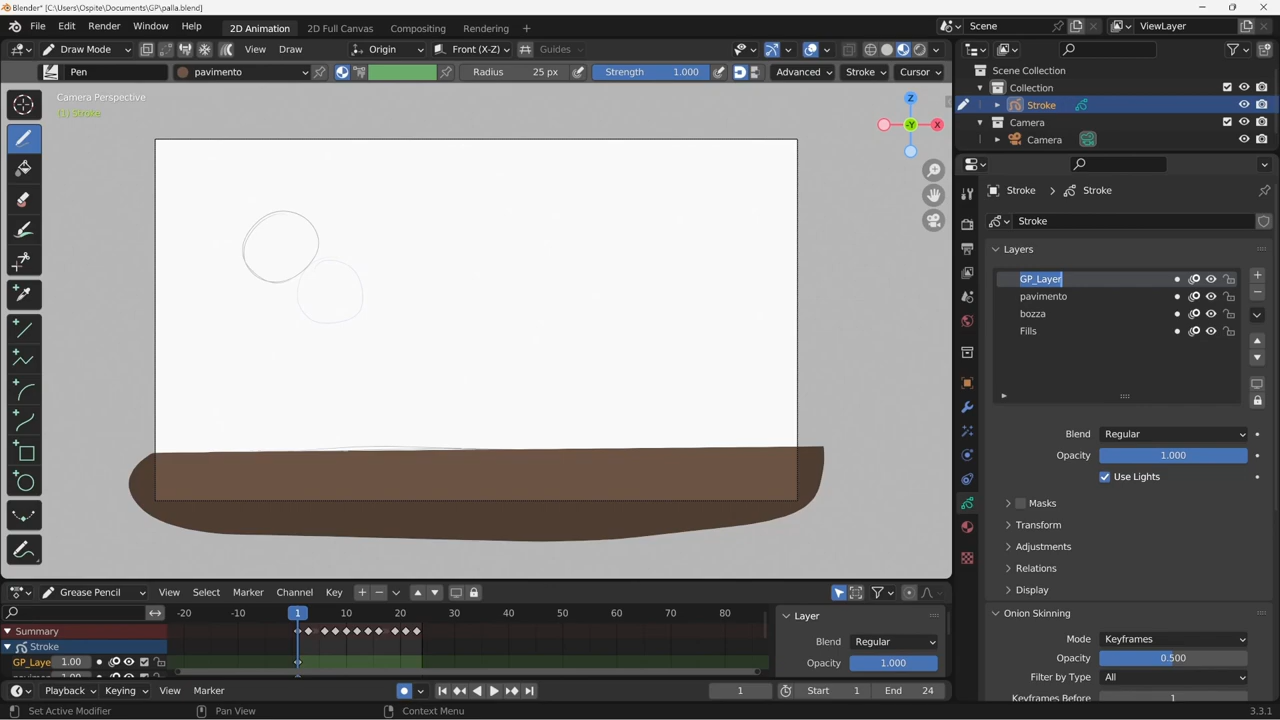 Blender* [C:\Users\Ospite\Documents\GP\palla.blend]
File Edit Render Window Help 2D Animation 2D Full Canvas Compositing Rendering + Scene ViewLayer
Draw Mode View Draw Origin Front (X-Z) Guides
Pen pavimento Radius 25 px Strength 1.000 Advanced Stroke Cursor
Scene Collection
Collection
Stroke
Camera
Camera
Camera Perspective
(1) Stroke
Z
-Y
X
Stroke > Stroke
Stroke
Layers
GP_Layer
pavimento
bozza
Fills
Blend Regular
Opacity 1.000
Use Lights
Masks
Transform
Adjustments
Relations
Display
Onion Skinning
Mode Keyframes
Opacity 0.500
Filter by Type All
Keyframes Before 1
Grease Pencil View Select Marker Channel Key
-20 -10 1 10 20 30 40 50 60 70 80
Summary
Stroke
GP_Laye 1.00
Layer
Blend Regular
Opacity 1.000
Playback Keying View Marker 1 Start 1 End 24
Set Active Modifier Pan View Context Menu 3.3.1